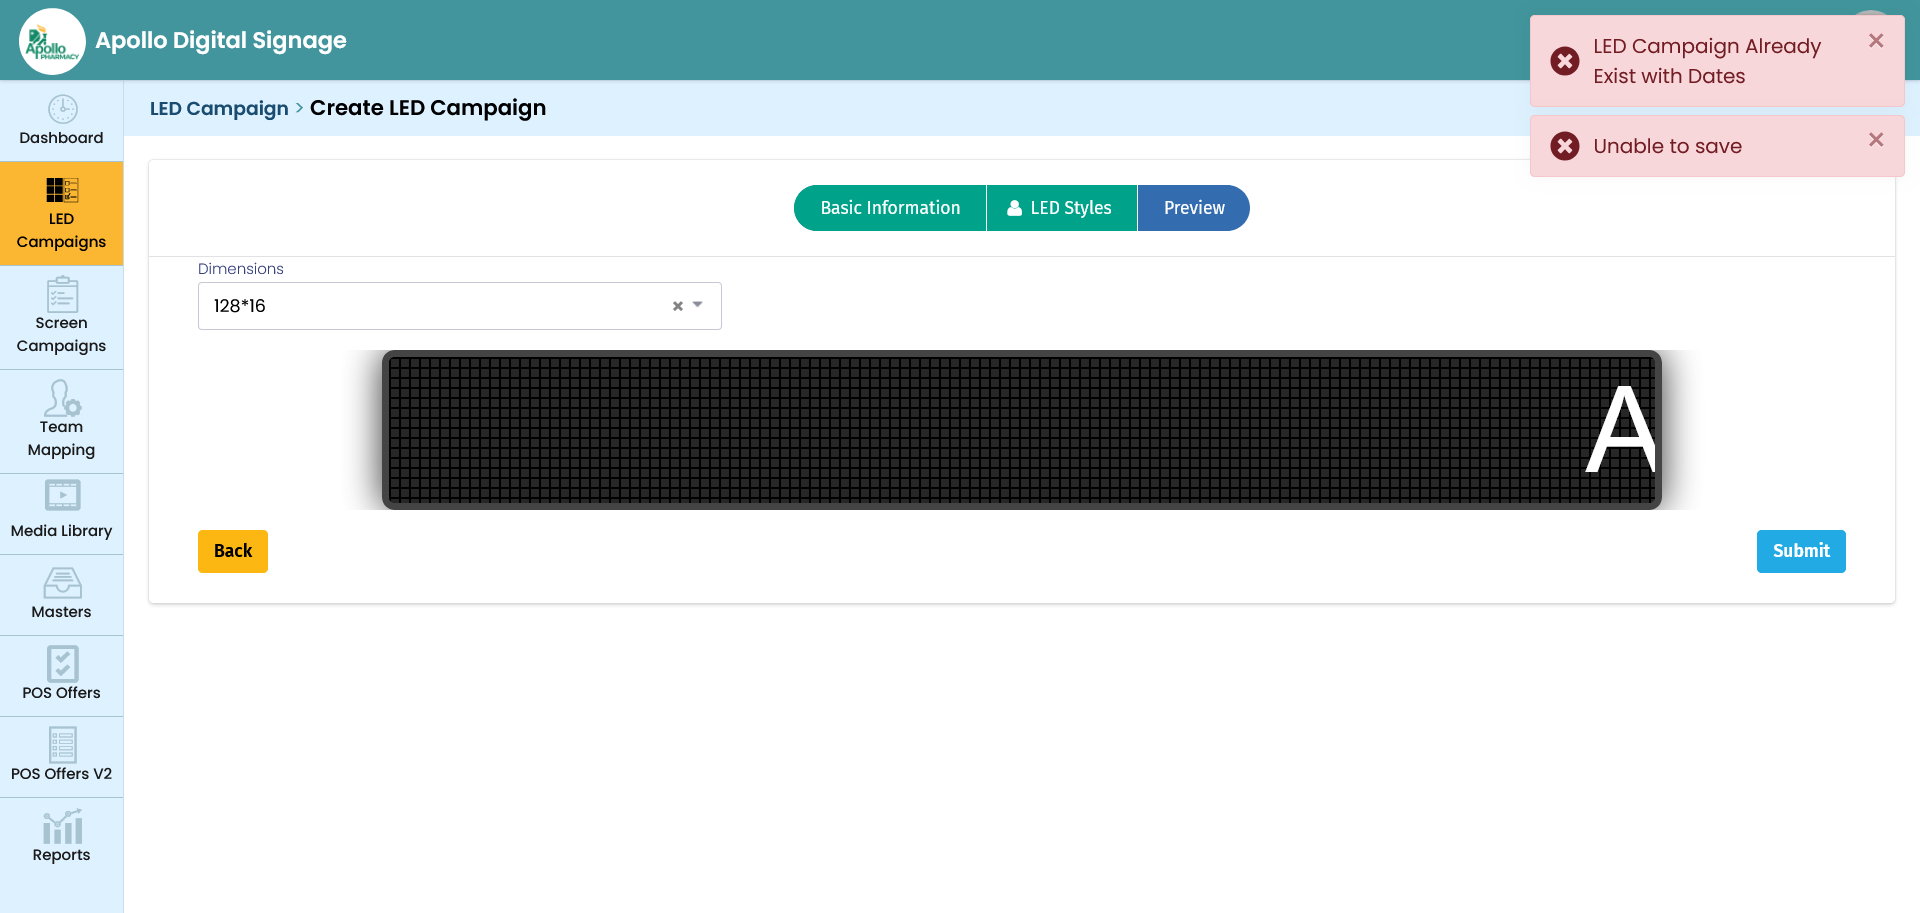 Apollo
PHARMACY
Apollo Digital Signage
LED Campaign Already
Exist with Dates
Unable to save
LED Campaign > Create LED Campaign
Dashboard
LED
Campaigns
Screen
Campaigns
Team
Mapping
Media Library
Masters
POS Offers
POS Offers V2
Reports
Basic Information
LED Styles
Preview
Dimensions
128*16
A
Back
Submit